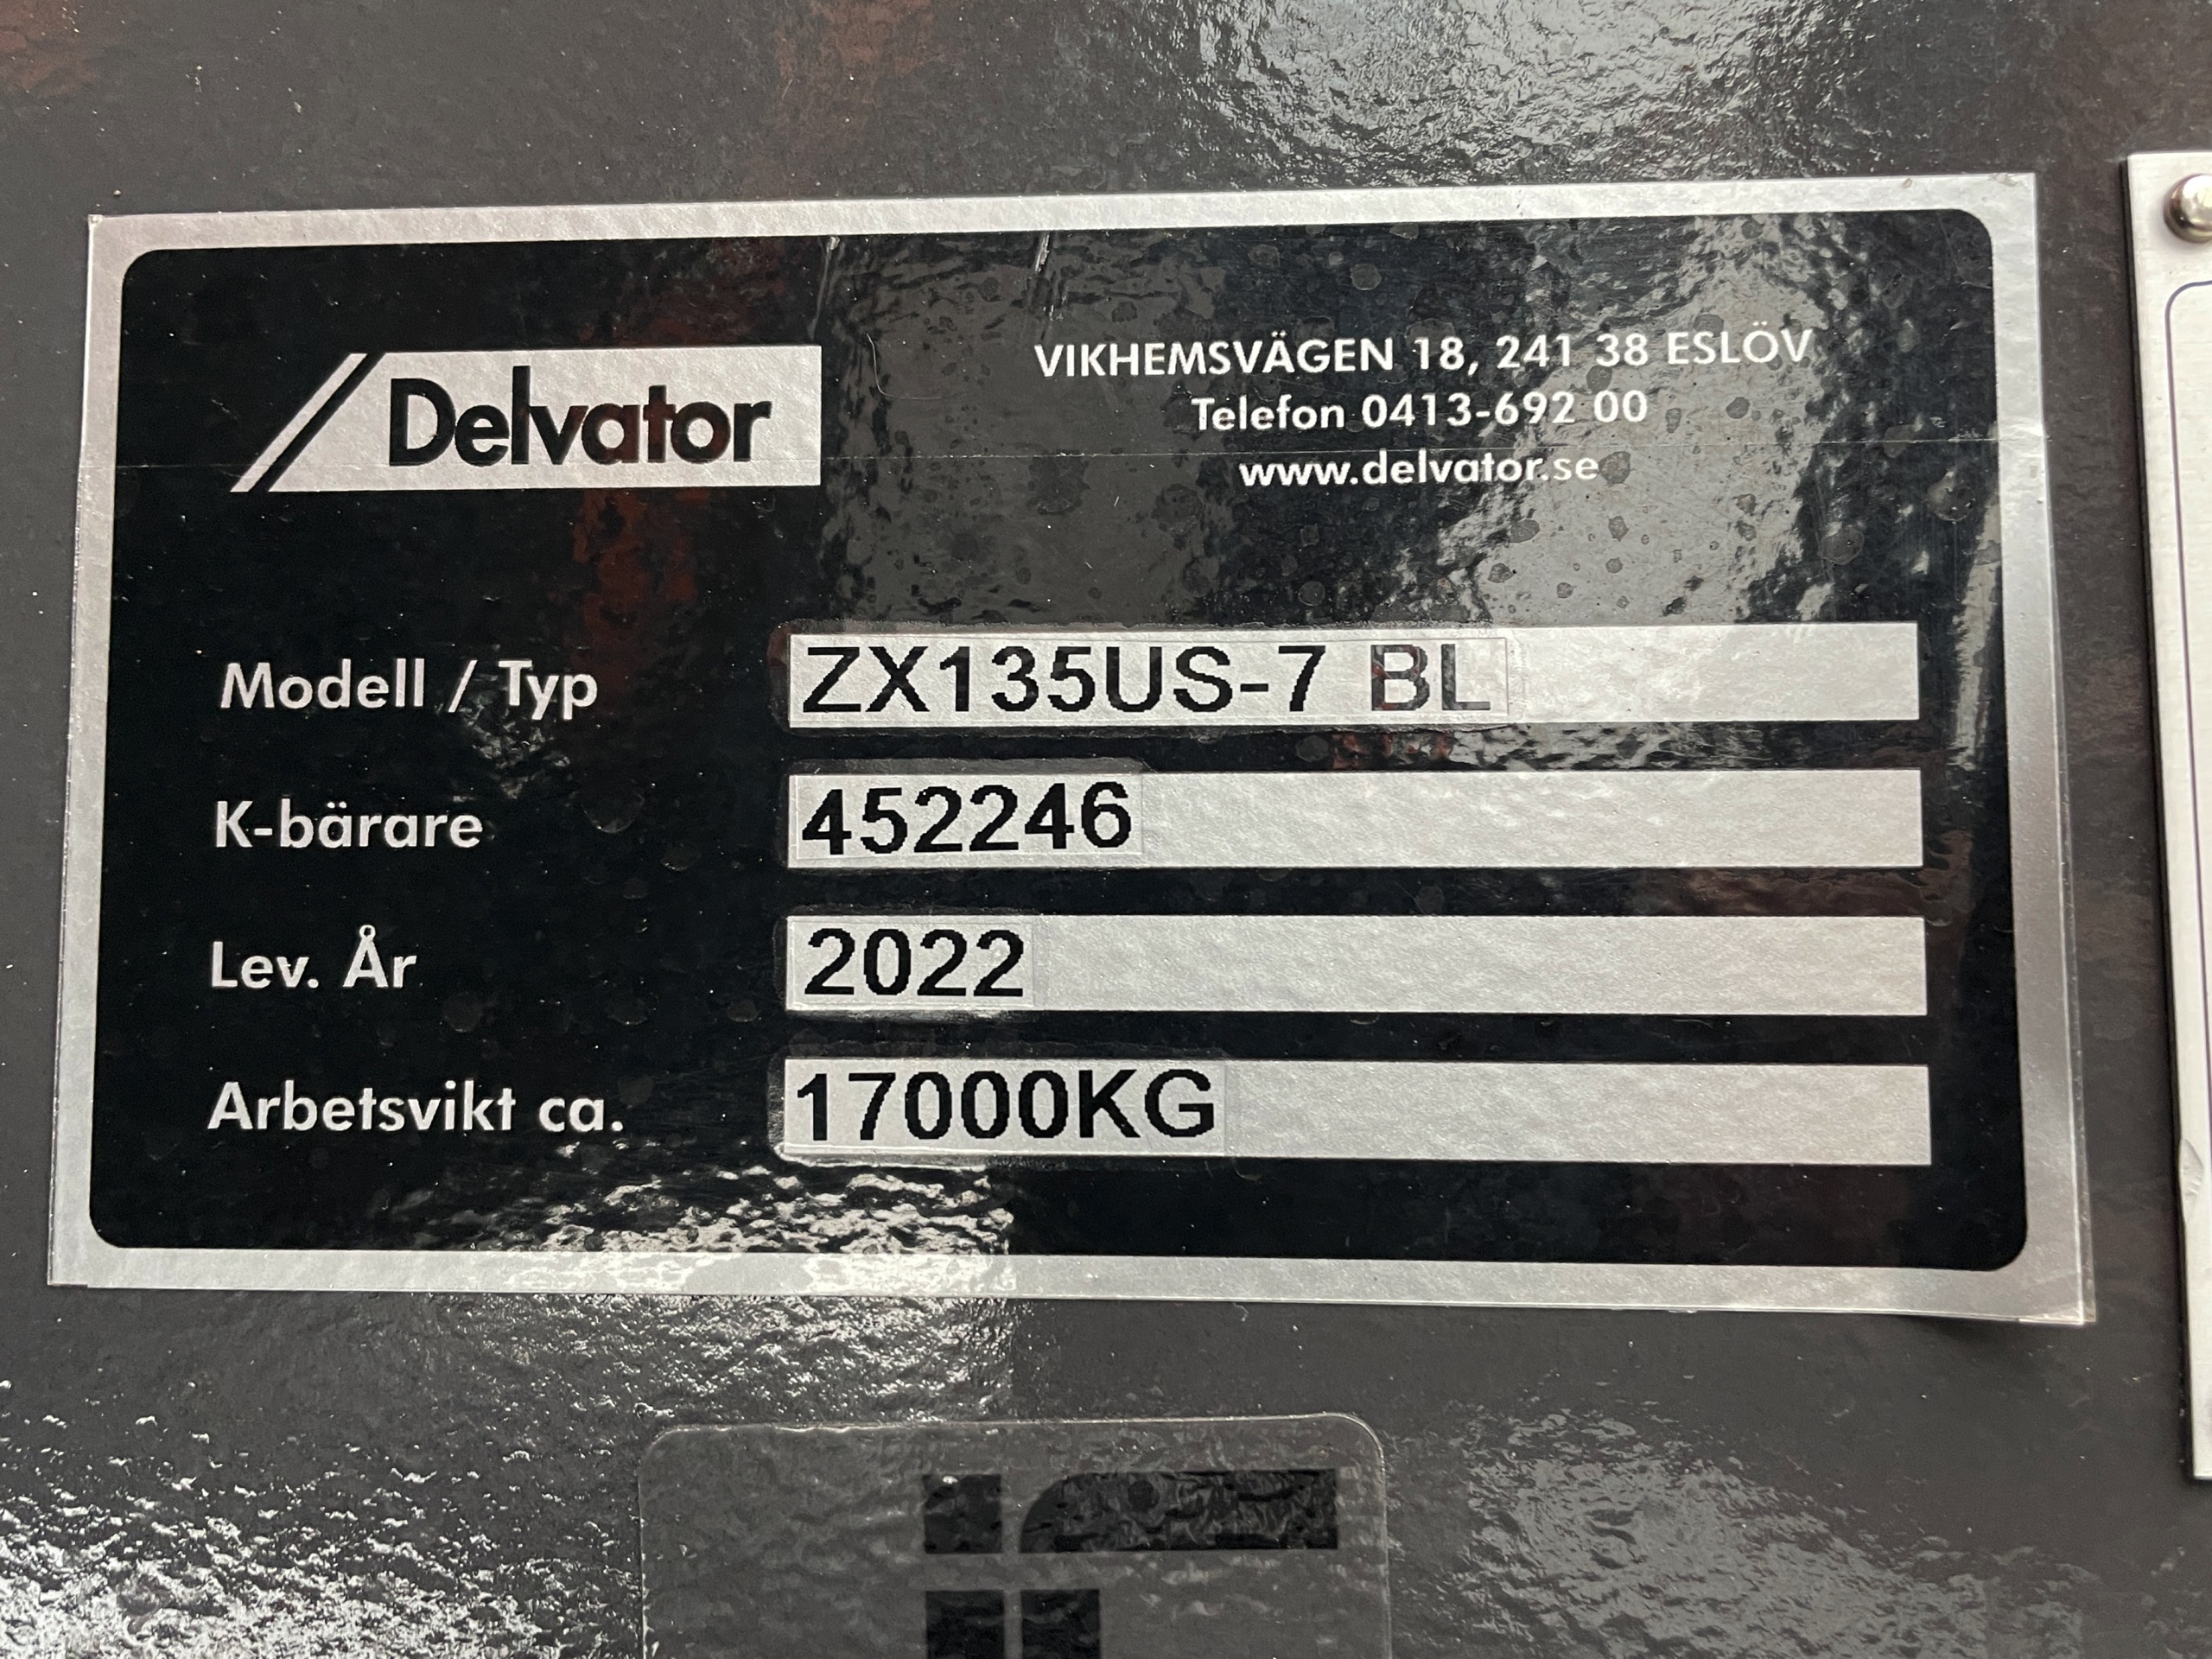 Delvator
VIKHEMSVÄGEN 18, 241 38 ESLÖV
Telefon 0413-692 00
www.delvator.se
Modell / Typ ZX135US-7 BL
K-bärare 452246
Lev. År 2022
Arbetsvikt ca. 17000KG